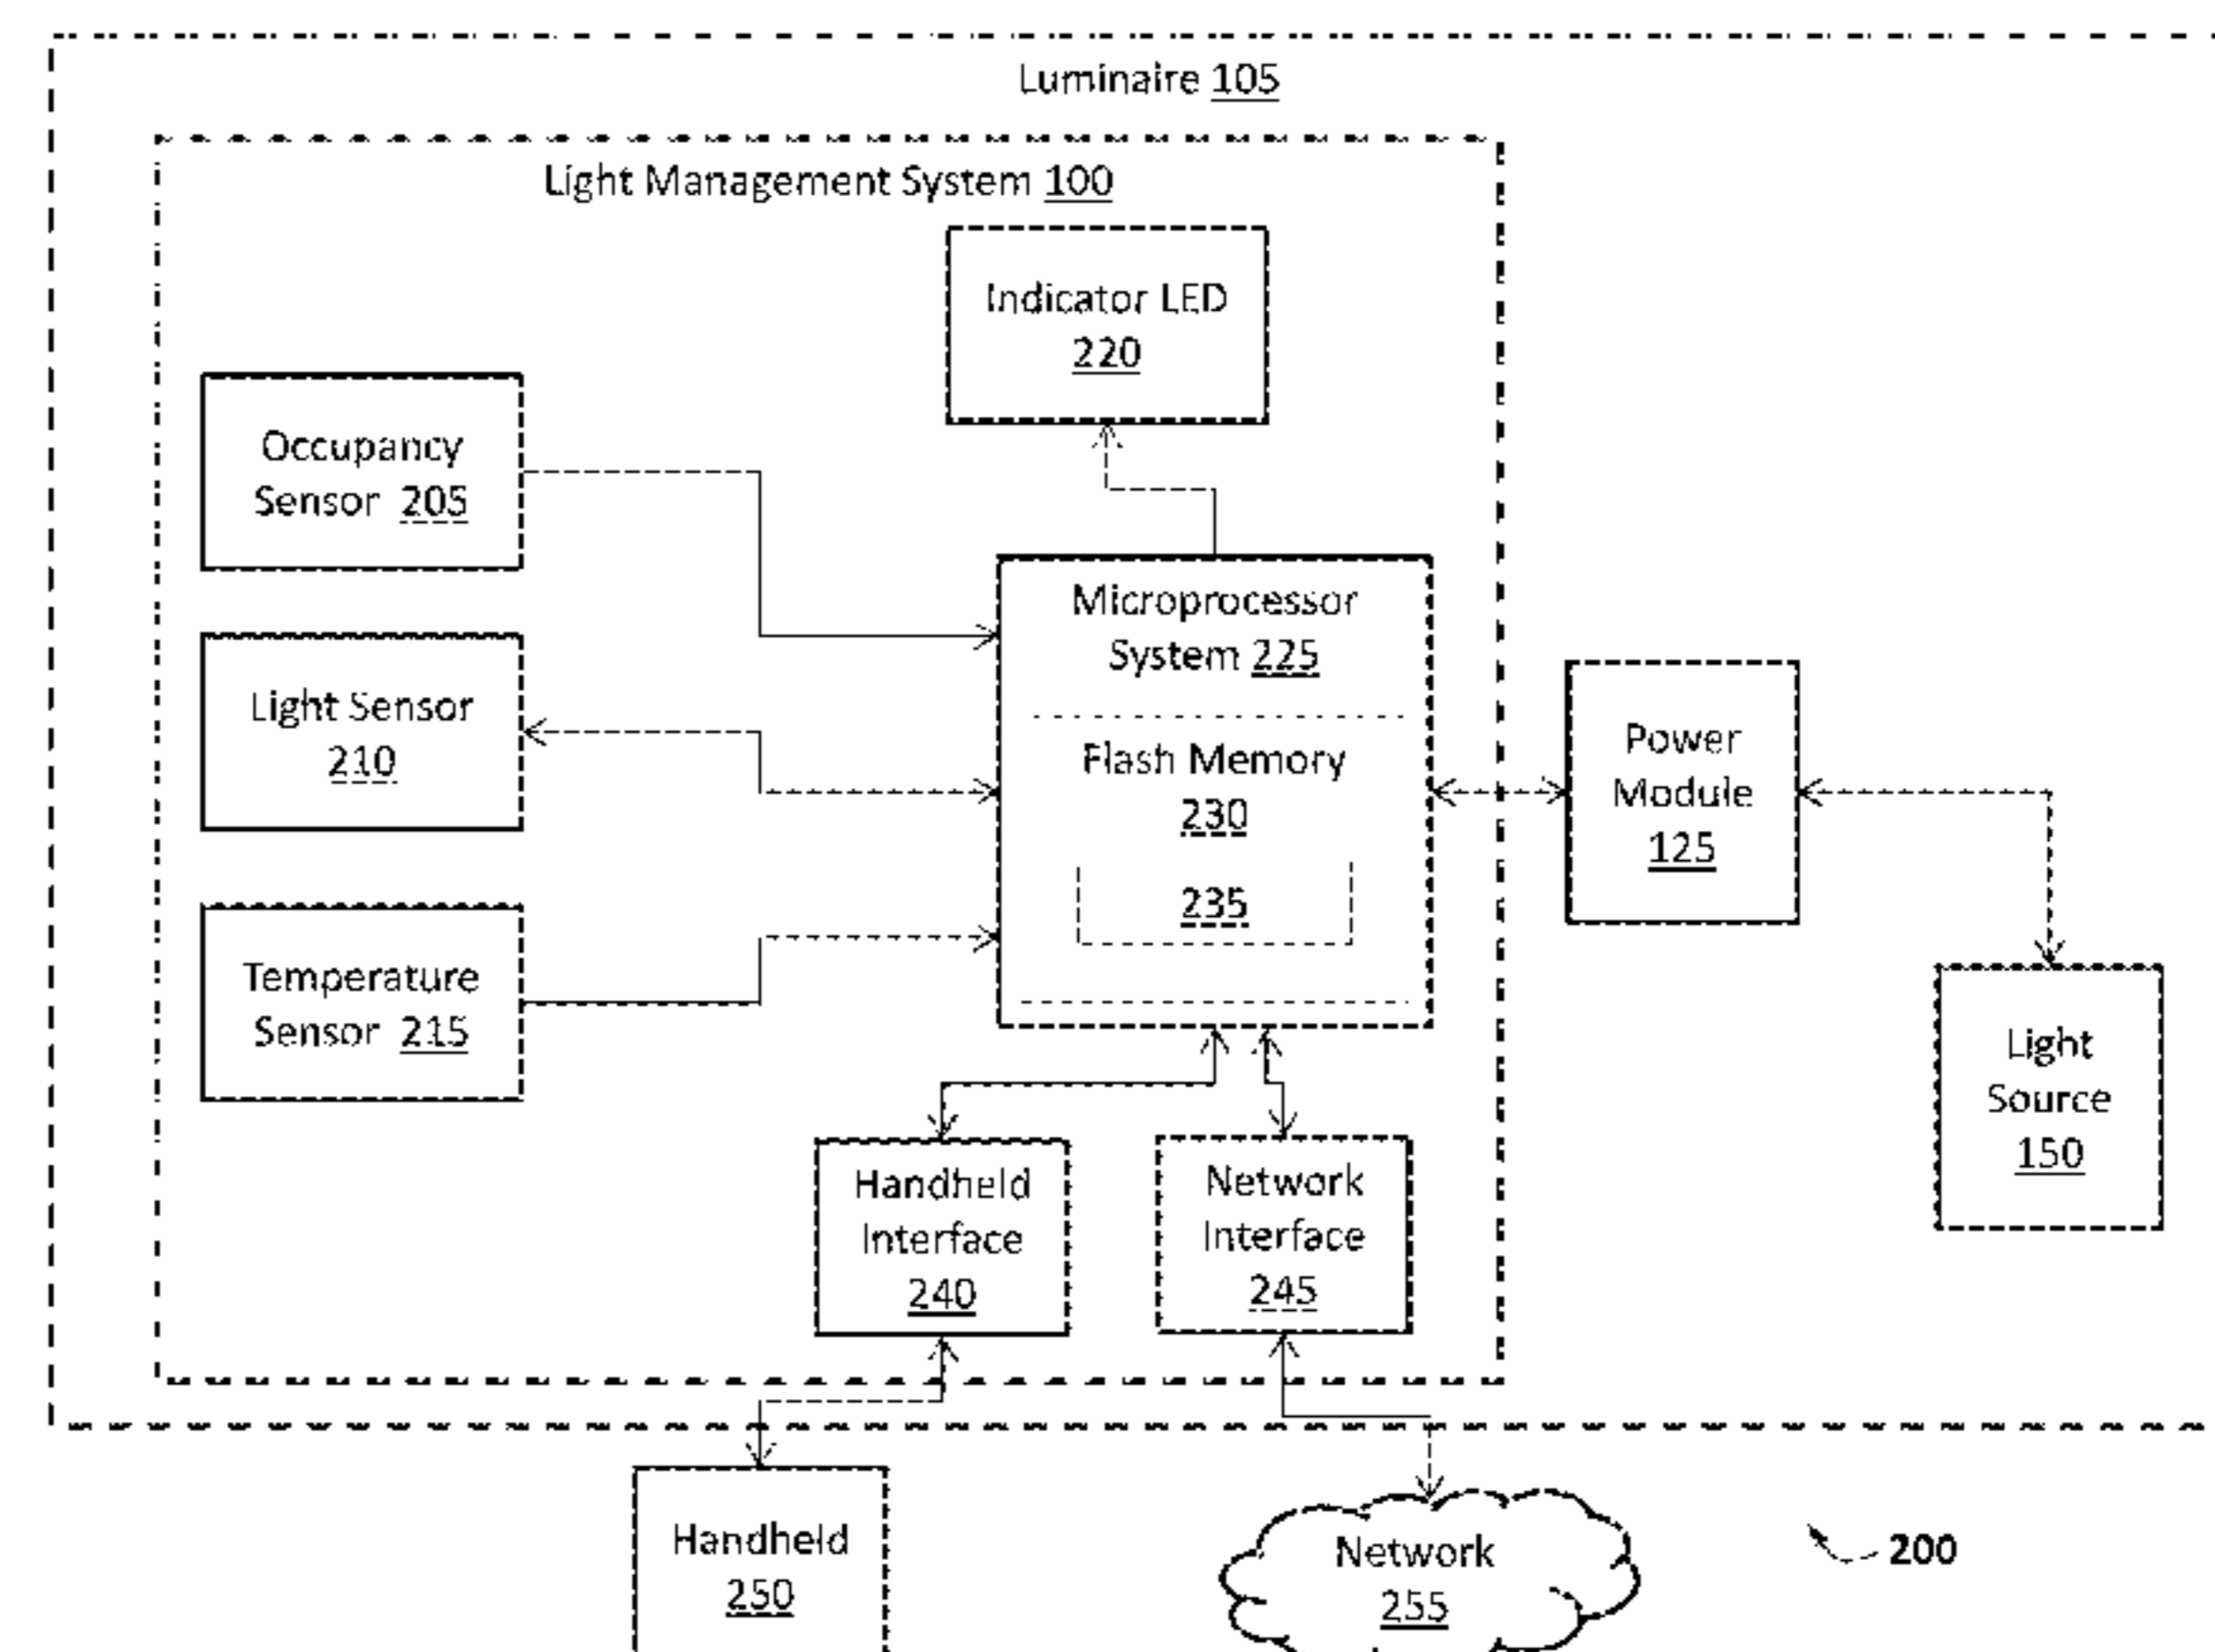 Luminaire 105
Light Management System 100
Indicator LED
220
Occupancy
Sensor 205
Microprocessor
System 225
Light Sensor
210
Flash Memory
230
235
Power
Module
125
Temperature
Sensor 215
Light
Source
150
Handheld
Interface
240
Network
Interface
245
Handheld
250
Network
255
200